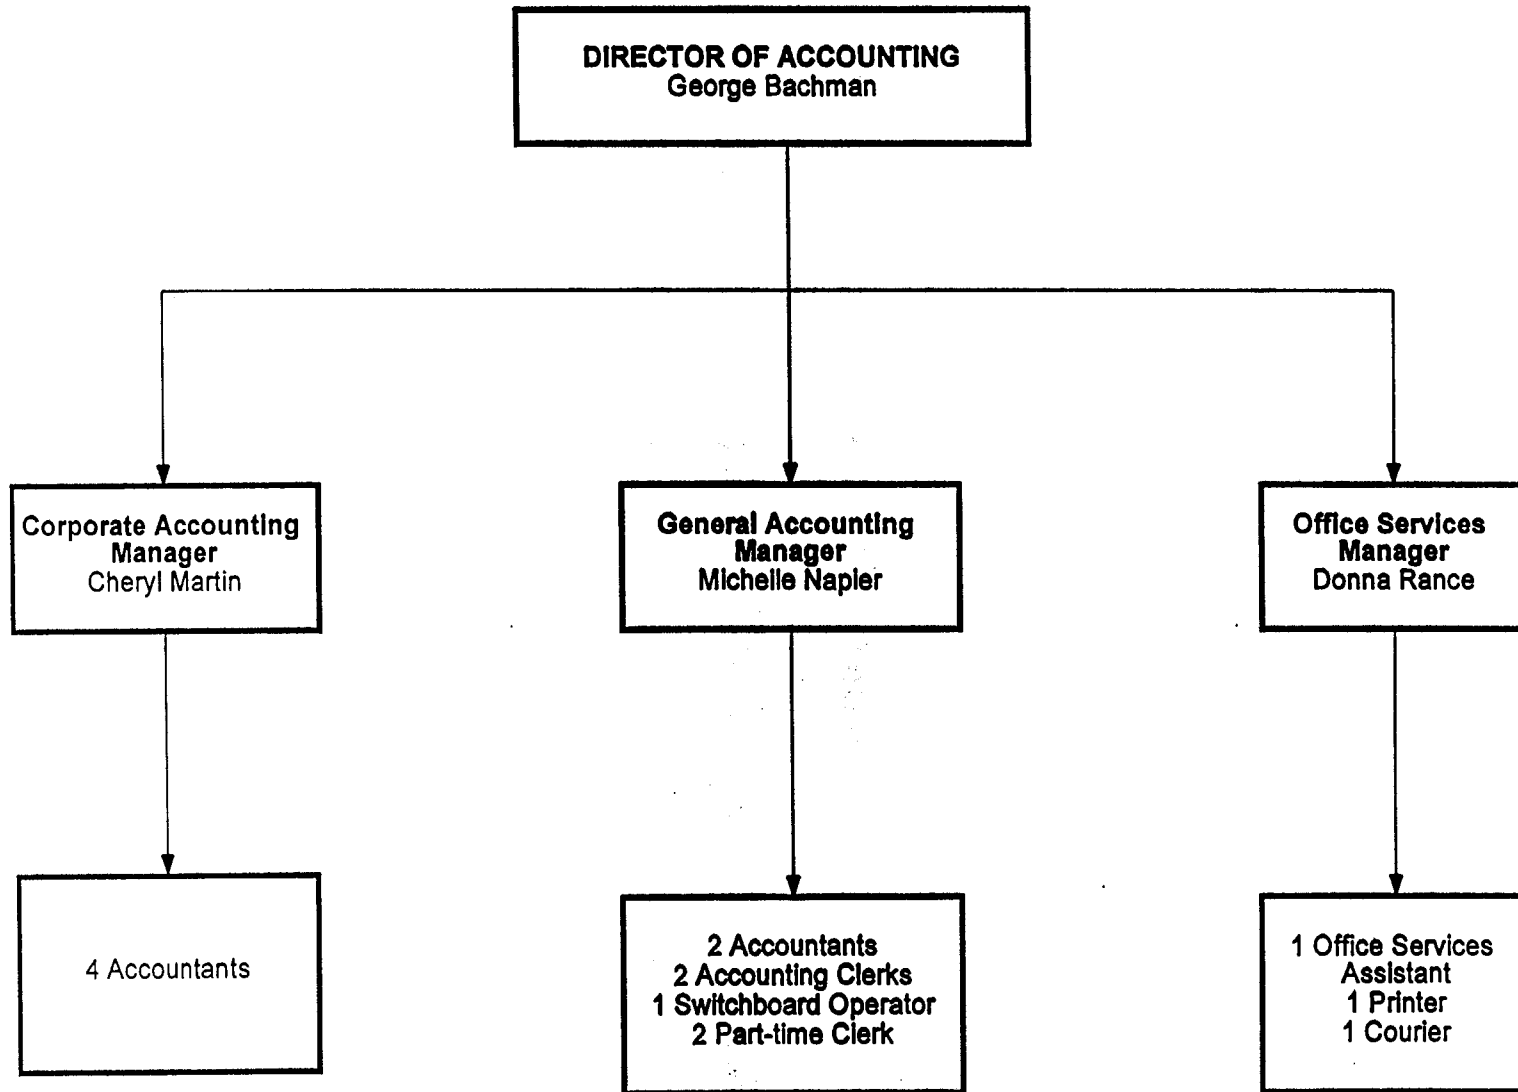 DIRECTOR OF ACCOUNTING
George Bachman
Corporate Accounting
Manager
Cheryl Martin
General Accounting
Manager
Michelle Napier
Office Services
Manager
Donna Rance
4 Accountants
2 Accountants
2 Accounting Clerks
1 Switchboard Operator
2 Part-time Clerk
1 Office Services
Assistant
1 Printer
1 Courier